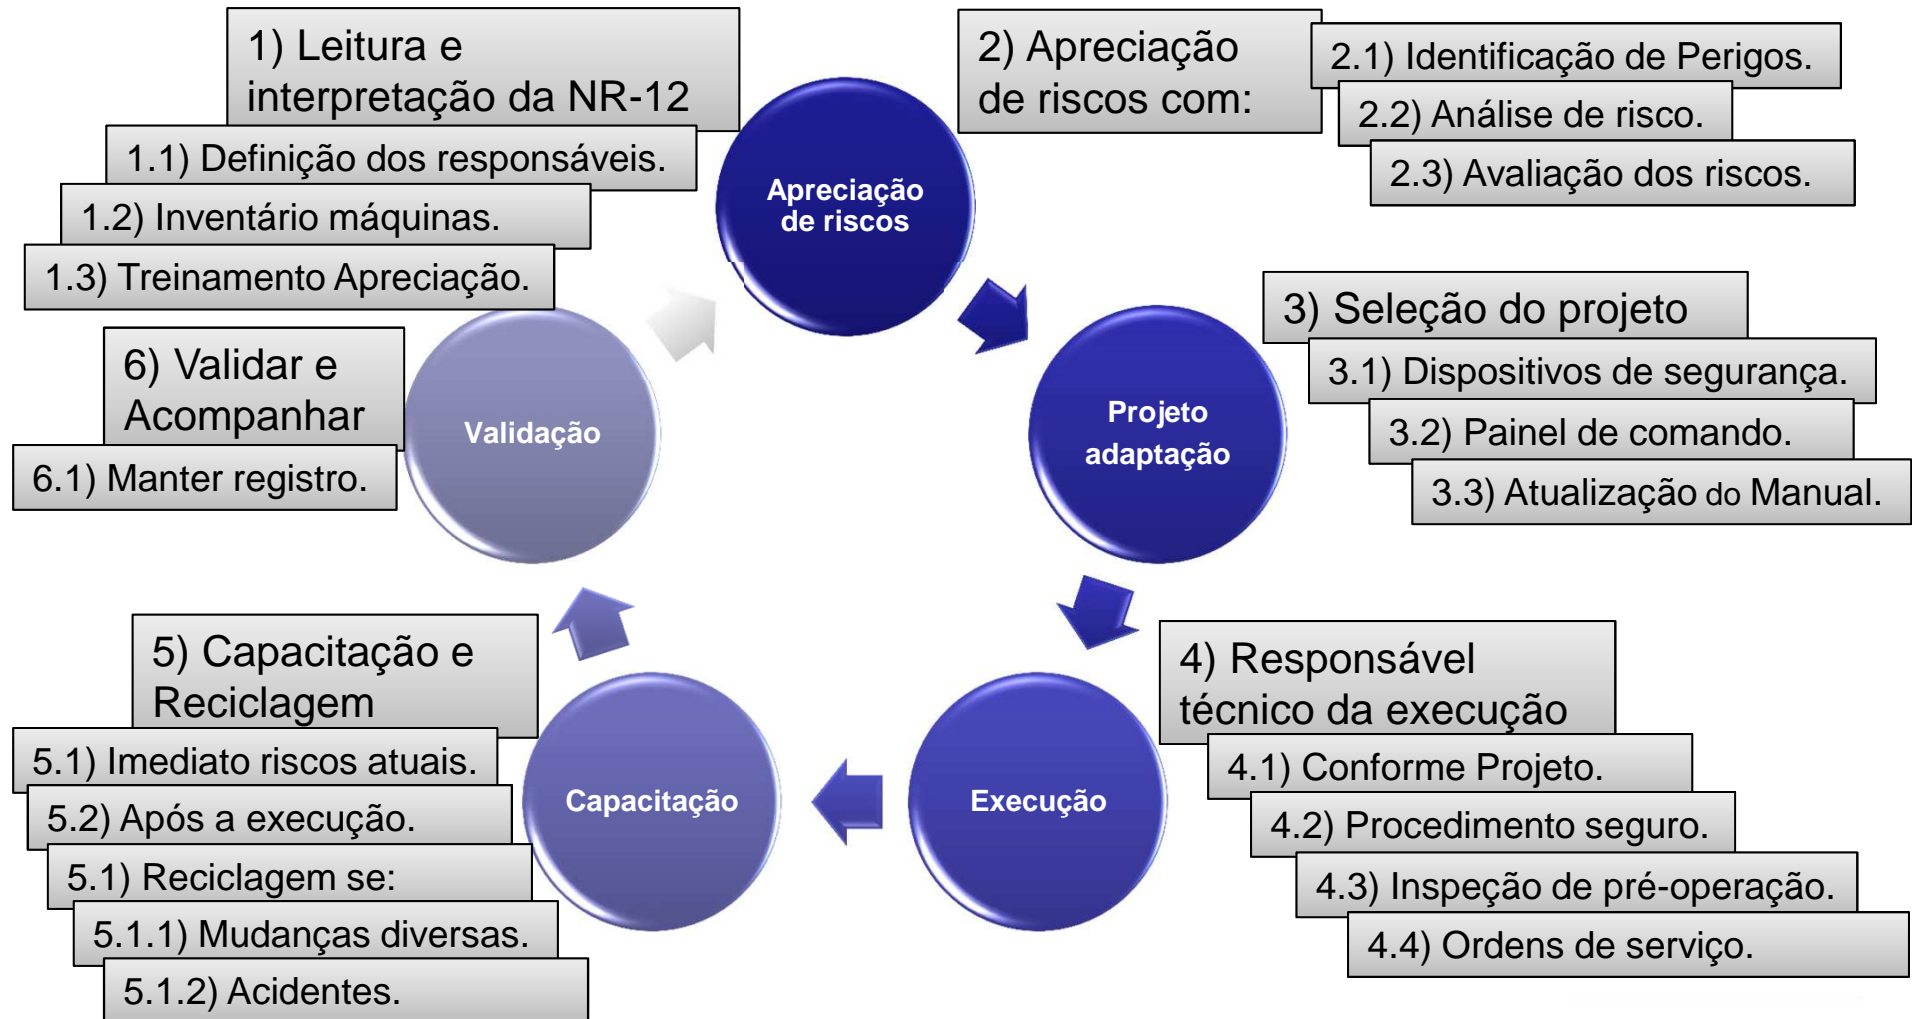 1) Leitura e
interpretação da NR-12
1.1) Definição dos responsáveis.
1.2) Inventário máquinas.
1.3) Treinamento Apreciação.
2) Apreciação
de riscos com:
2.1) Identificação de Perigos.
2.2) Análise de risco.
2.3) Avaliação dos riscos.
Apreciação
de riscos
3) Seleção do projeto
3.1) Dispositivos de segurança.
3.2) Painel de comando.
3.3) Atualização do Manual.
Projeto
adaptação
4) Responsável
técnico da execução
4.1) Conforme Projeto.
4.2) Procedimento seguro.
4.3) Inspeção de pré-operação.
4.4) Ordens de serviço.
Execução
5) Capacitação e
Reciclagem
5.1) Imediato riscos atuais.
5.2) Após a execução.
5.1) Reciclagem se:
5.1.1) Mudanças diversas.
5.1.2) Acidentes.
Capacitação
6) Validar e
Acompanhar
6.1) Manter registro.
Validação